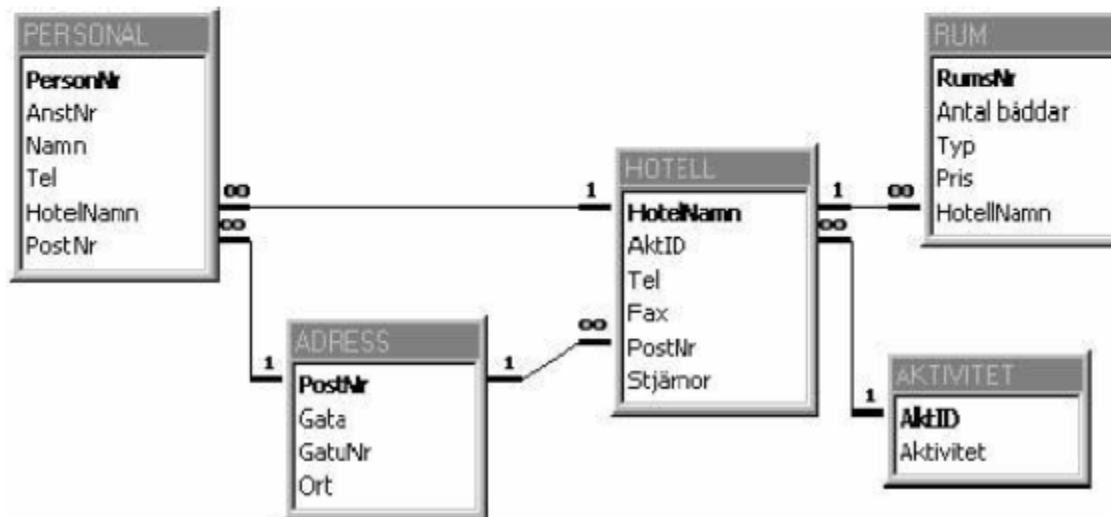 PERSONAL
PersonNr
AnstNr
Namn
Tel
HotelNamn
PostNr
∞
∞
1
1
ADRESS
PostNr
Gata
GatuNr
Ort
1
∞
HOTELL
HotelNamn
AktID
Tel
Fax
PostNr
Stjärnor
1
∞
∞
1
RUM
RumsNr
Antal bäddar
Typ
Pris
HotellNamn
AKTIVITET
AktID
Aktivitet